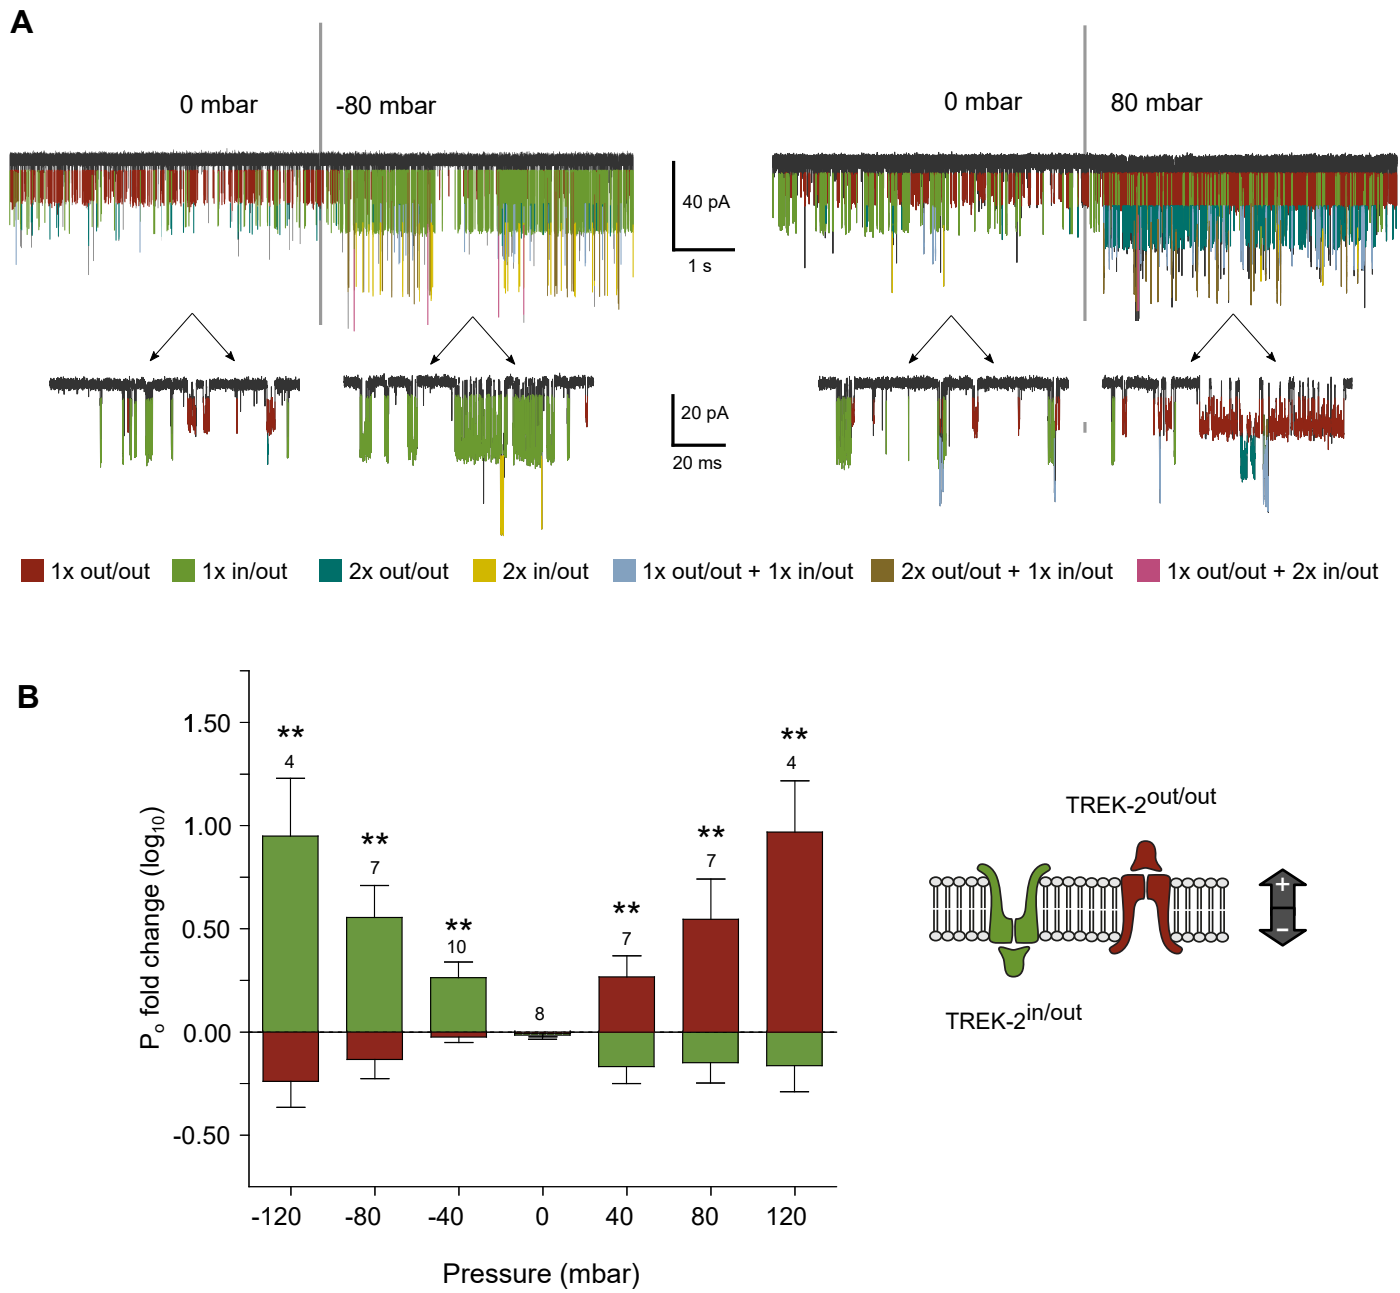 A
0 mbar
-80 mbar
0 mbar
80 mbar
40 pA
1 s
20 pA
20 ms
1x out/out
1x in/out
2x out/out
2x in/out
1x out/out + 1x in/out
2x out/out + 1x in/out
1x out/out + 2x in/out
B
Po fold change (log10)
1.50
1.00
0.50
0.00
-0.50
**
4
**
7
**
10
8
**
7
**
7
**
4
-120
-80
-40
0
40
80
120
Pressure (mbar)
TREK-2out/out
TREK-2in/out
+
−